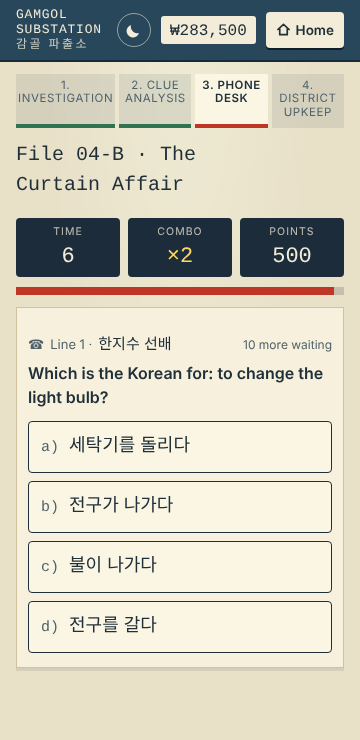 GAMGOL
SUBSTATION
감골 파출소
₩283,500
Home
1.
INVESTIGATION
2. CLUE
ANALYSIS
3. PHONE
DESK
4.
DISTRICT
UPKEEP
File 04-B · The
Curtain Affair
TIME
6
COMBO
×2
POINTS
500
☎ Line 1 · 한지수 선배
10 more waiting
Which is the Korean for: to change the
light bulb?
a) 세탁기를 돌리다
b) 전구가 나가다
c) 불이 나가다
d) 전구를 갈다